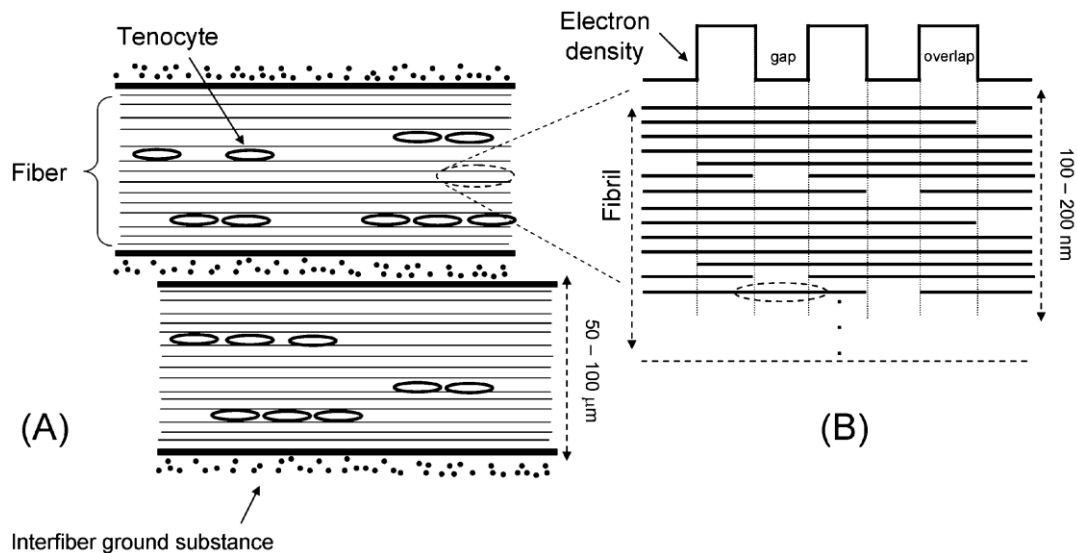 Tenocyte
Fiber
(A)
50 – 100 μm
Interfiber ground substance
Electron
density
gap
overlap
Fibril
100 – 200 nm
(B)